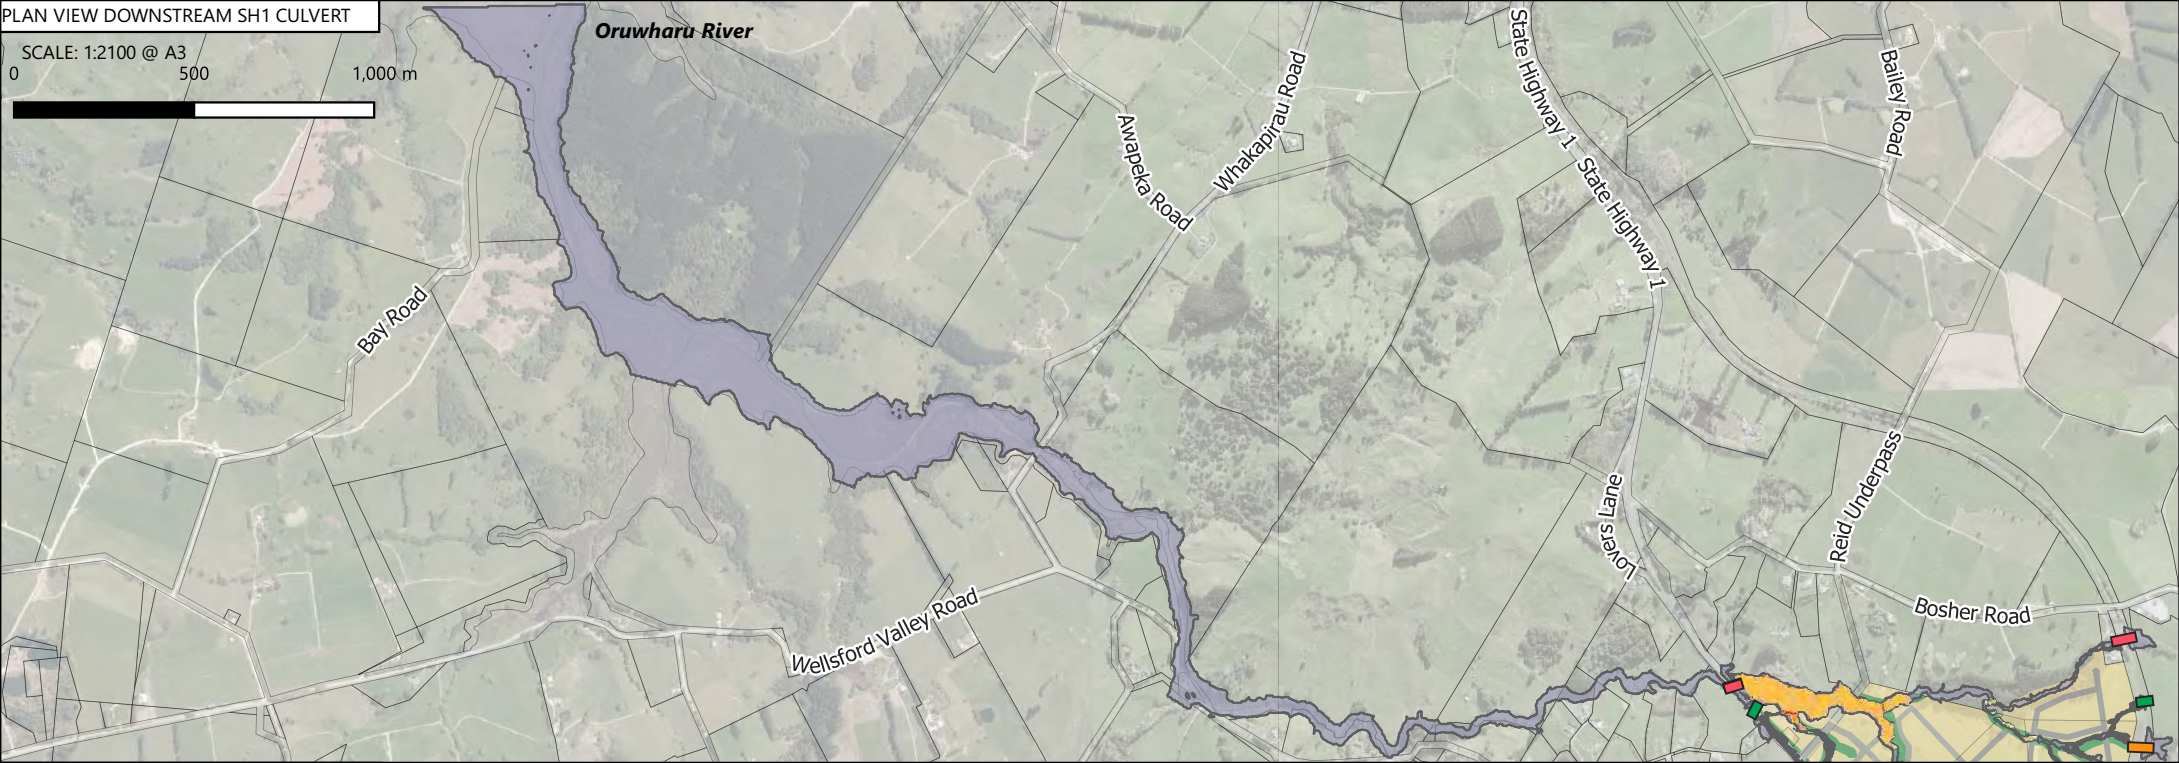 PLAN VIEW DOWNSTREAM SH1 CULVERT
SCALE: 1:2100 @ A3
0 500 1,000 m
Oruwharu River
Bay Road
Awapeka Road
Whakapirau Road
State Highway 1
State Highway 1
Bailey Road
Lovers Lane
Reid Underpass
Bosher Road
Wellsford Valley Road